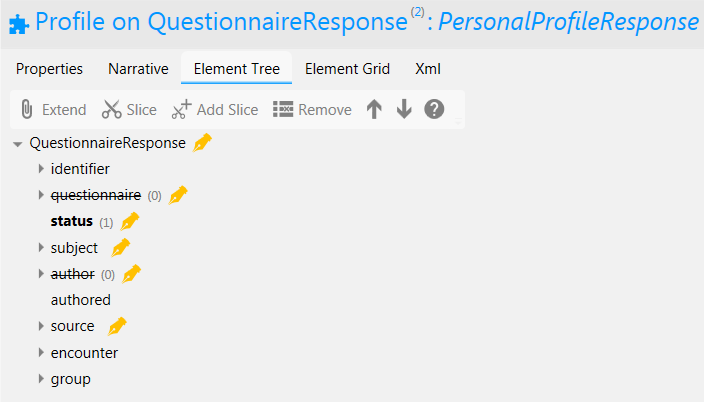 Profile on QuestionnaireResponse(2): PersonalProfileResponse
Properties Narrative Element Tree Element Grid Xml
Extend Slice Add Slice Remove ?
QuestionnaireResponse
identifier
questionnaire (0)
status (1)
subject
author (0)
authored
source
encounter
group